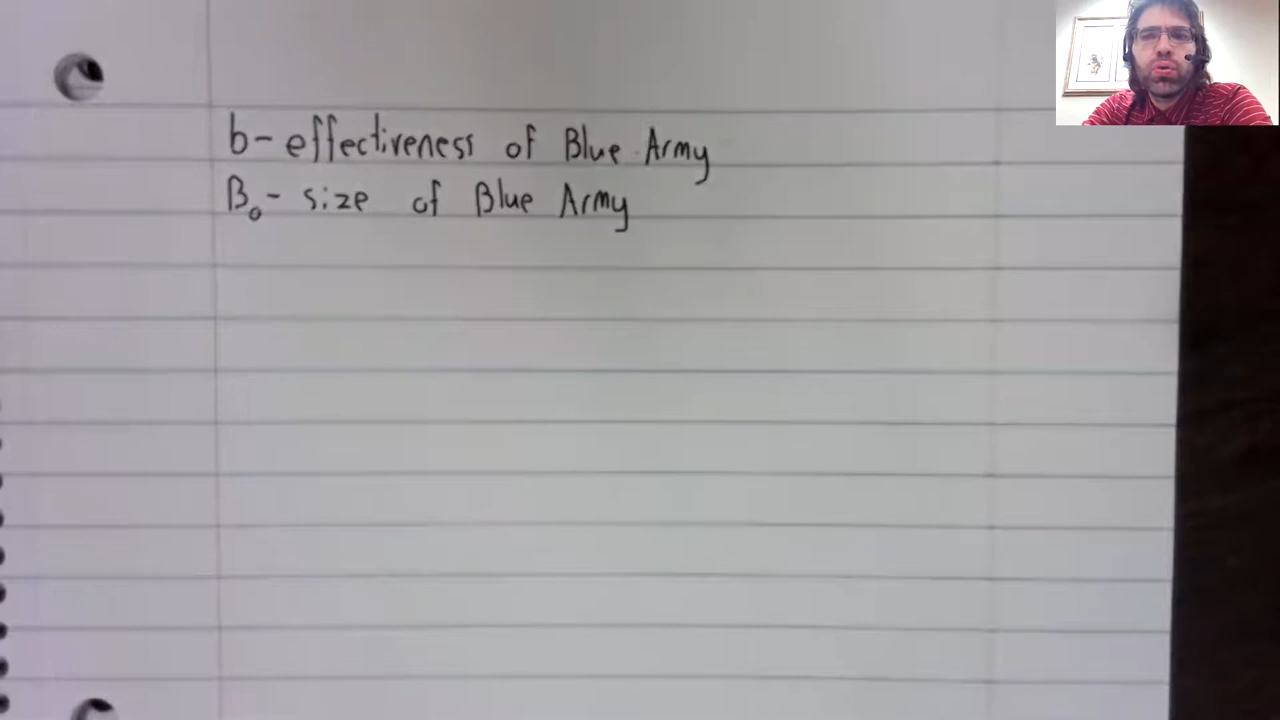 b- effectiveness of Blue Army
B₀- size of Blue Army